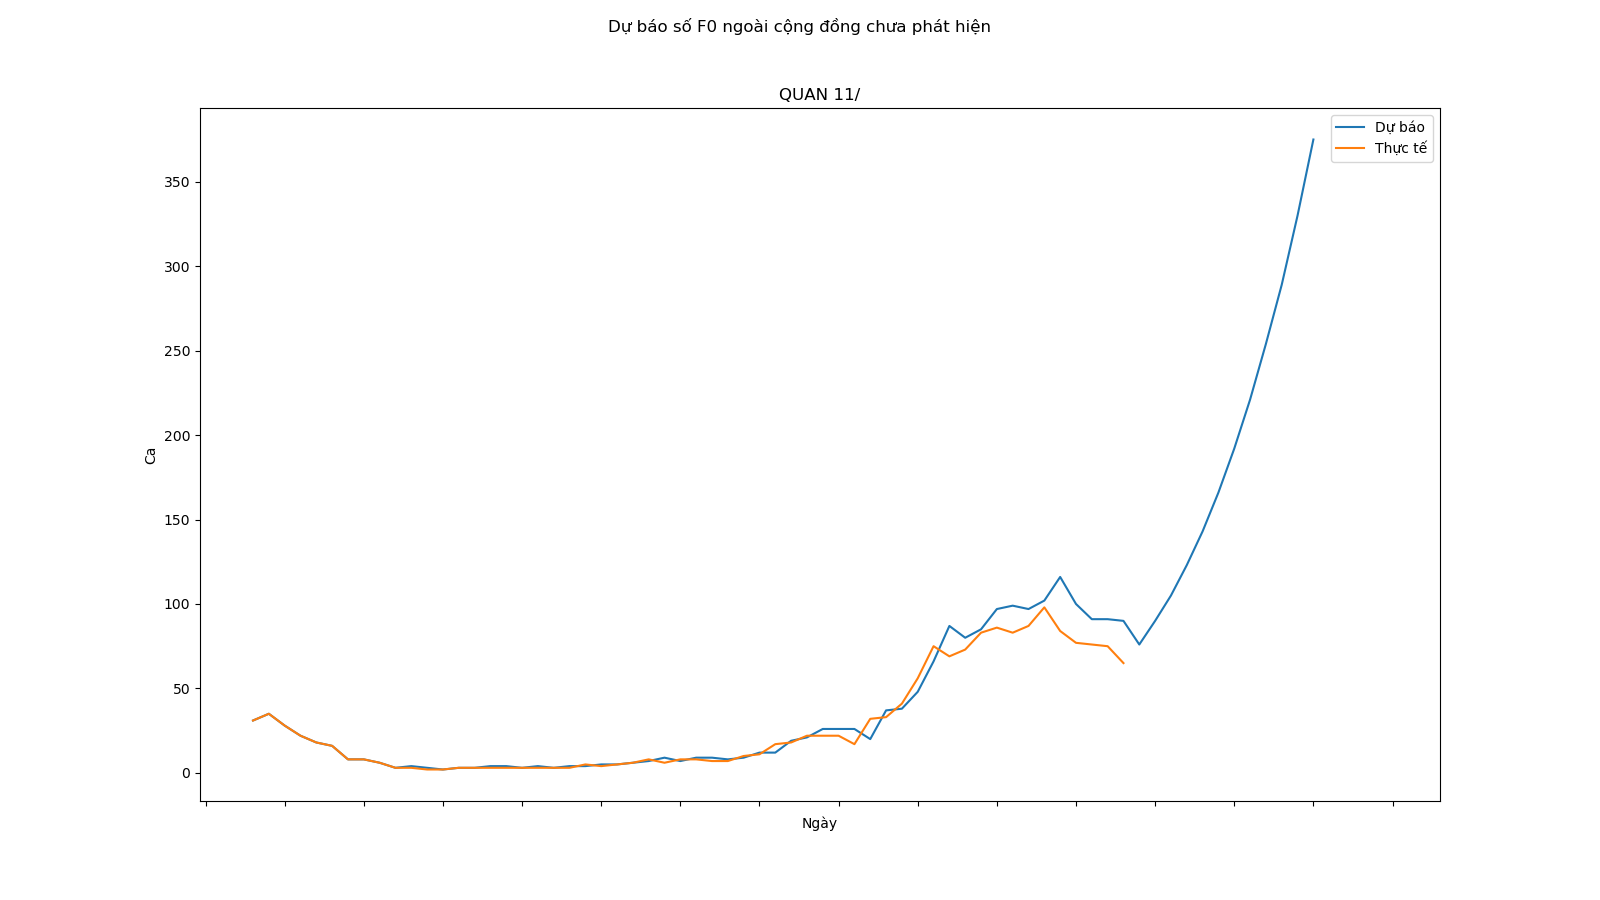 Dự báo số F0 ngoài cộng đồng chưa phát hiện
QUAN 11/
Dự báo
Thực tế
350
300
250
200
150
100
50
0
Ca
Ngày